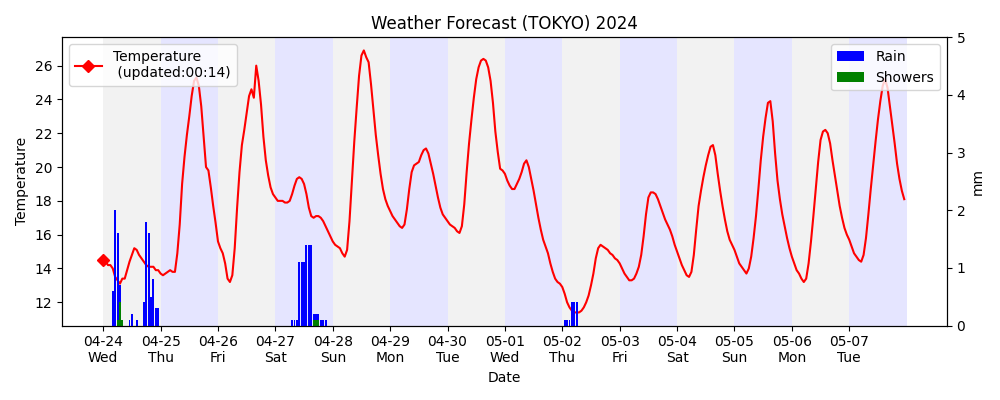 Weather Forecast (TOKYO) 2024
Temperature
(updated:00:14)
Rain
Showers
Temperature
26
24
22
20
18
16
14
12
5
4
3
2
1
0
mm
04-24 04-25 04-26 04-27 04-28 04-29 04-30 05-01 05-02 05-03 05-04 05-05 05-06 05-07
Wed Thu Fri Sat Sun Mon Tue Wed Thu Fri Sat Sun Mon Tue
Date